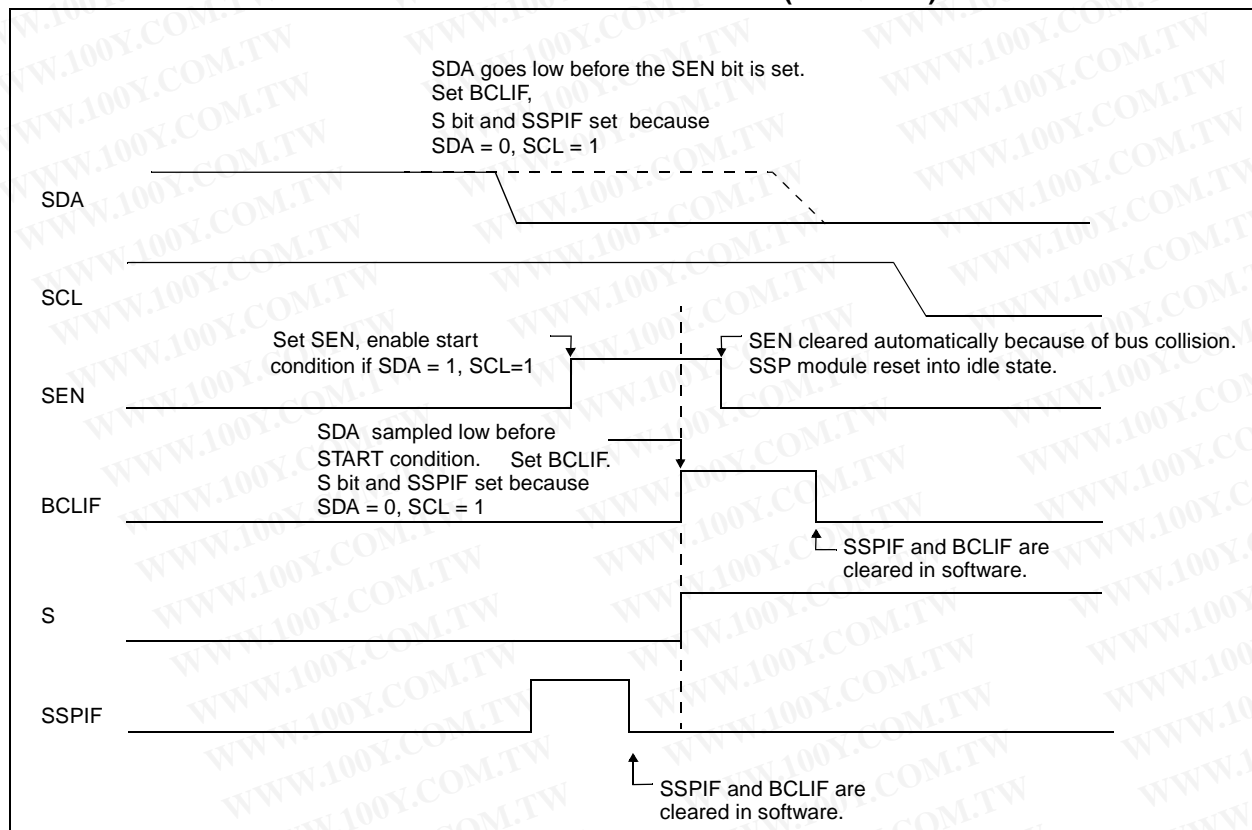 SDA goes low before the SEN bit is set.
Set BCLIF,
S bit and SSPIF set because
SDA = 0, SCL = 1
SDA
SCL
Set SEN, enable start
condition if SDA = 1, SCL=1
SEN cleared automatically because of bus collision.
SSP module reset into idle state.
SEN
SDA sampled low before
START condition. Set BCLIF.
S bit and SSPIF set because
SDA = 0, SCL = 1
BCLIF
SSPIF and BCLIF are
cleared in software.
S
SSPIF
SSPIF and BCLIF are
cleared in software.
WWW.100Y.COM.TW